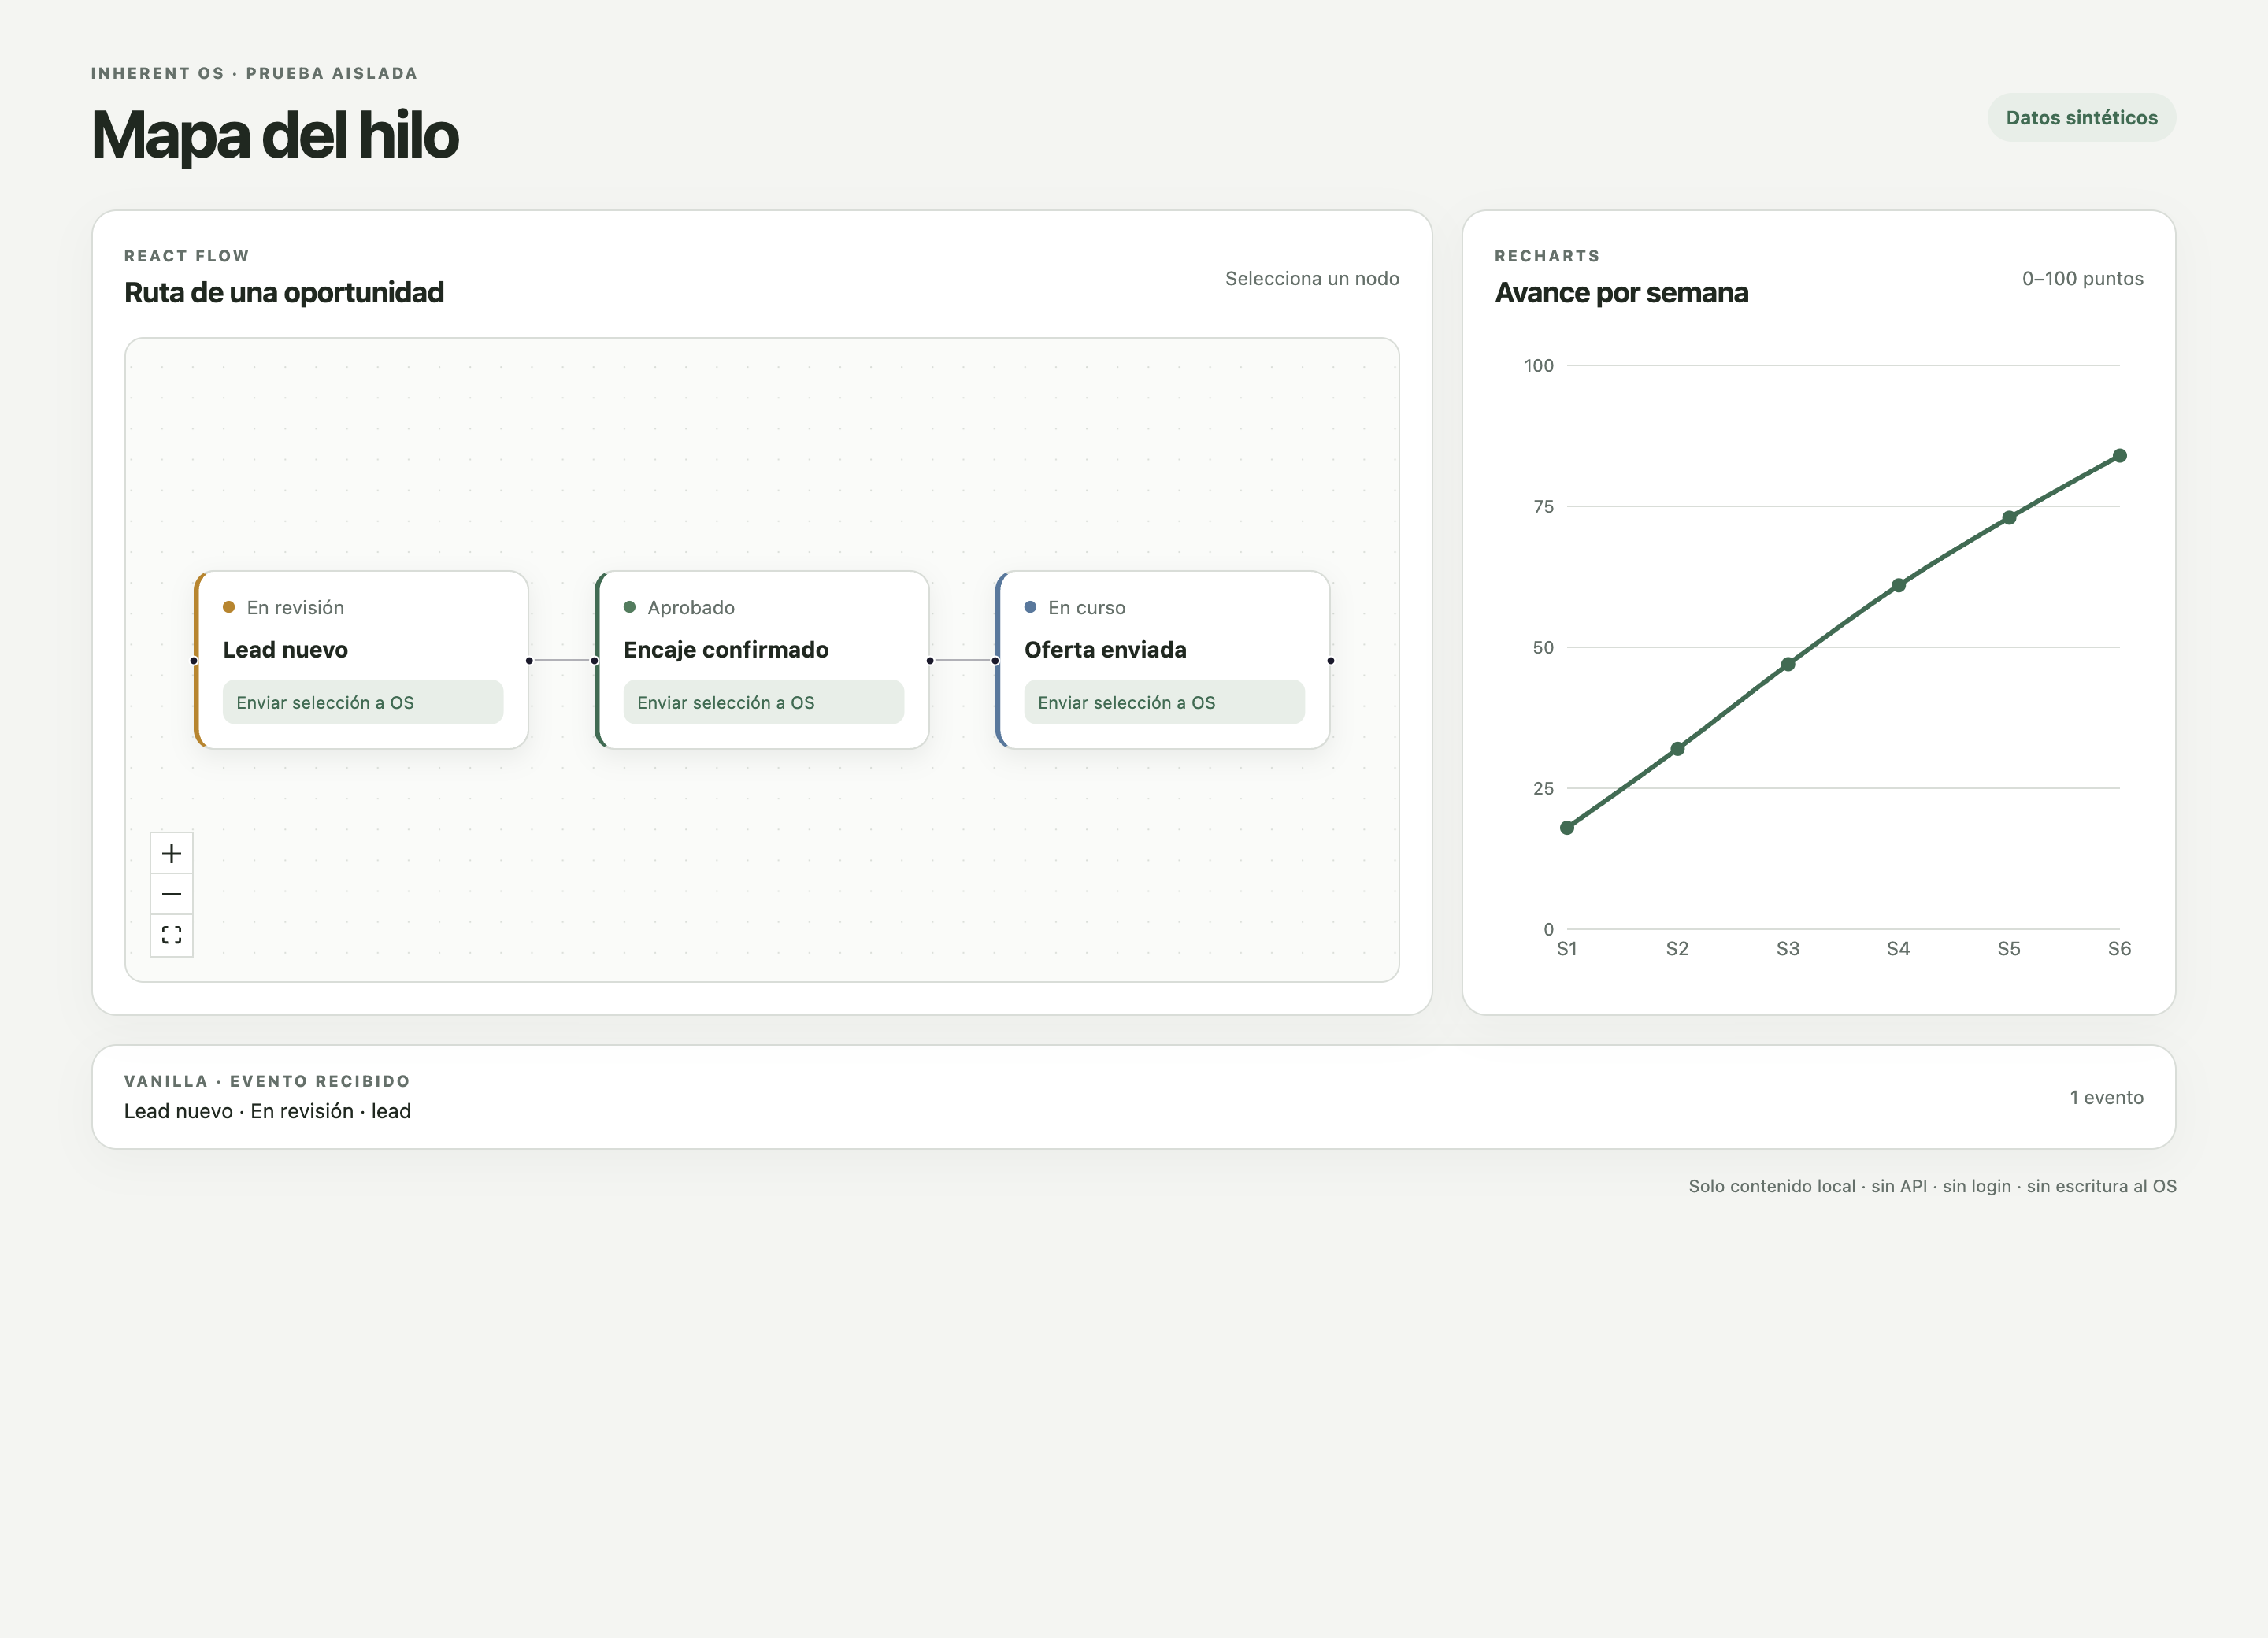 INHERENT OS · PRUEBA AISLADA
Mapa del hilo
Datos sintéticos
REACT FLOW
Ruta de una oportunidad
Selecciona un nodo
En revisión
Lead nuevo
Enviar selección a OS
Aprobado
Encaje confirmado
Enviar selección a OS
En curso
Oferta enviada
Enviar selección a OS
RECHARTS
Avance por semana
0–100 puntos
100
75
50
25
0
S1 S2 S3 S4 S5 S6
VANILLA · EVENTO RECIBIDO
Lead nuevo · En revisión · lead
1 evento
Solo contenido local · sin API · sin login · sin escritura al OS